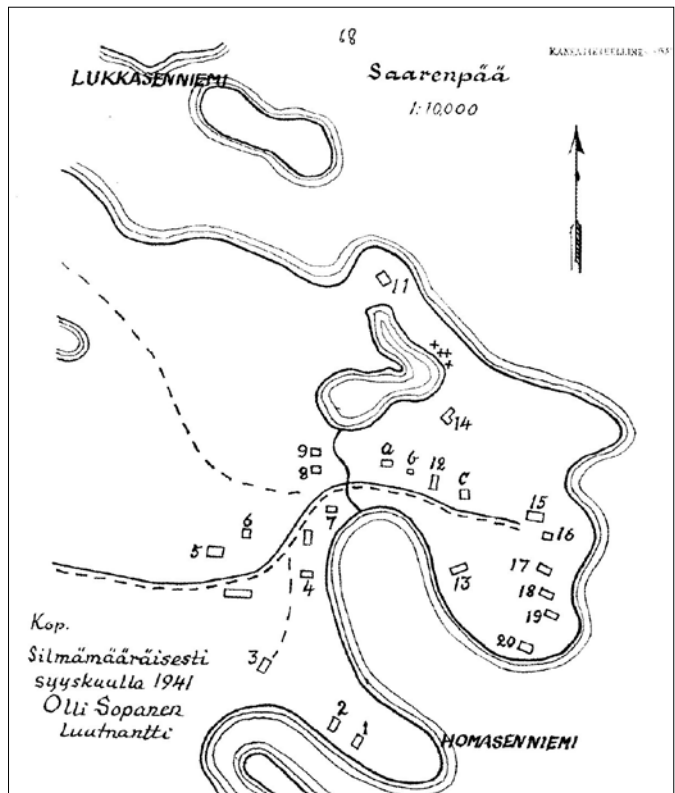 68
LUKKASENNIEMI
Saarenpää
1:10,000
11
14
9
8
a
b
12
c
15
16
7
6
5
4
13
17
18
19
20
3
2
1
HOMASENNIEMI
Kop.
Silmämääräisesti
syyskuulla 1941
Olli Sopanen
Luutnantti